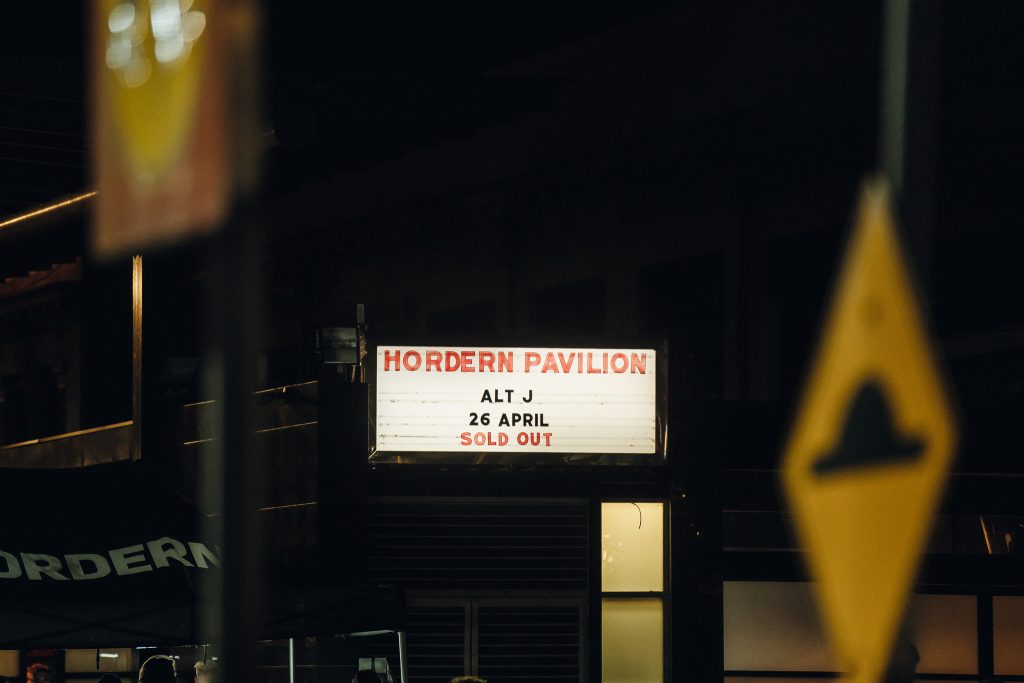 HORDERN PAVILION
ALT J
26 APRIL
SOLD OUT
ORDERN